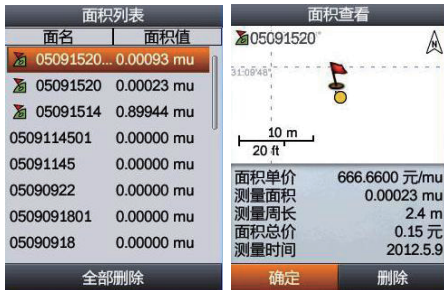 面积列表
面名 面积值
05091520... 0.00093 mu
05091520 0.00023 mu
05091514 0.89944 mu
0509114501 0.00000 mu
05091145 0.00000 mu
05090922 0.00000 mu
0509091801 0.00000 mu
05090918 0.00000 mu
全部删除
面积查看
05091520
31:09'48"
10 m
20 ft
面积单价 666.6600 元/mu
测量面积 0.00023 mu
测量周长 2.4 m
面积总价 0.15 元
测量时间 2012.5.9
确定 删除